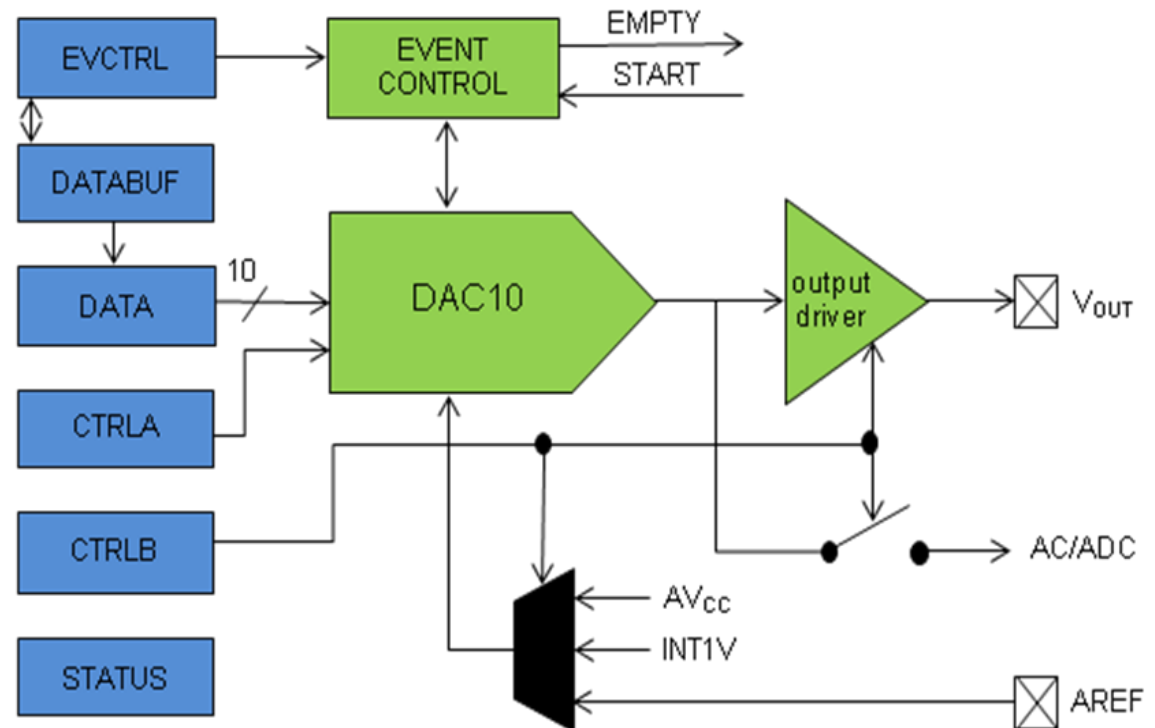 EVCTRL
EVENT
CONTROL
EMPTY
START
DATABUF
DATA
10
DAC10
output
driver
VOUT
CTRLA
CTRLB
AC/ADC
AVCC
INT1V
STATUS
AREF